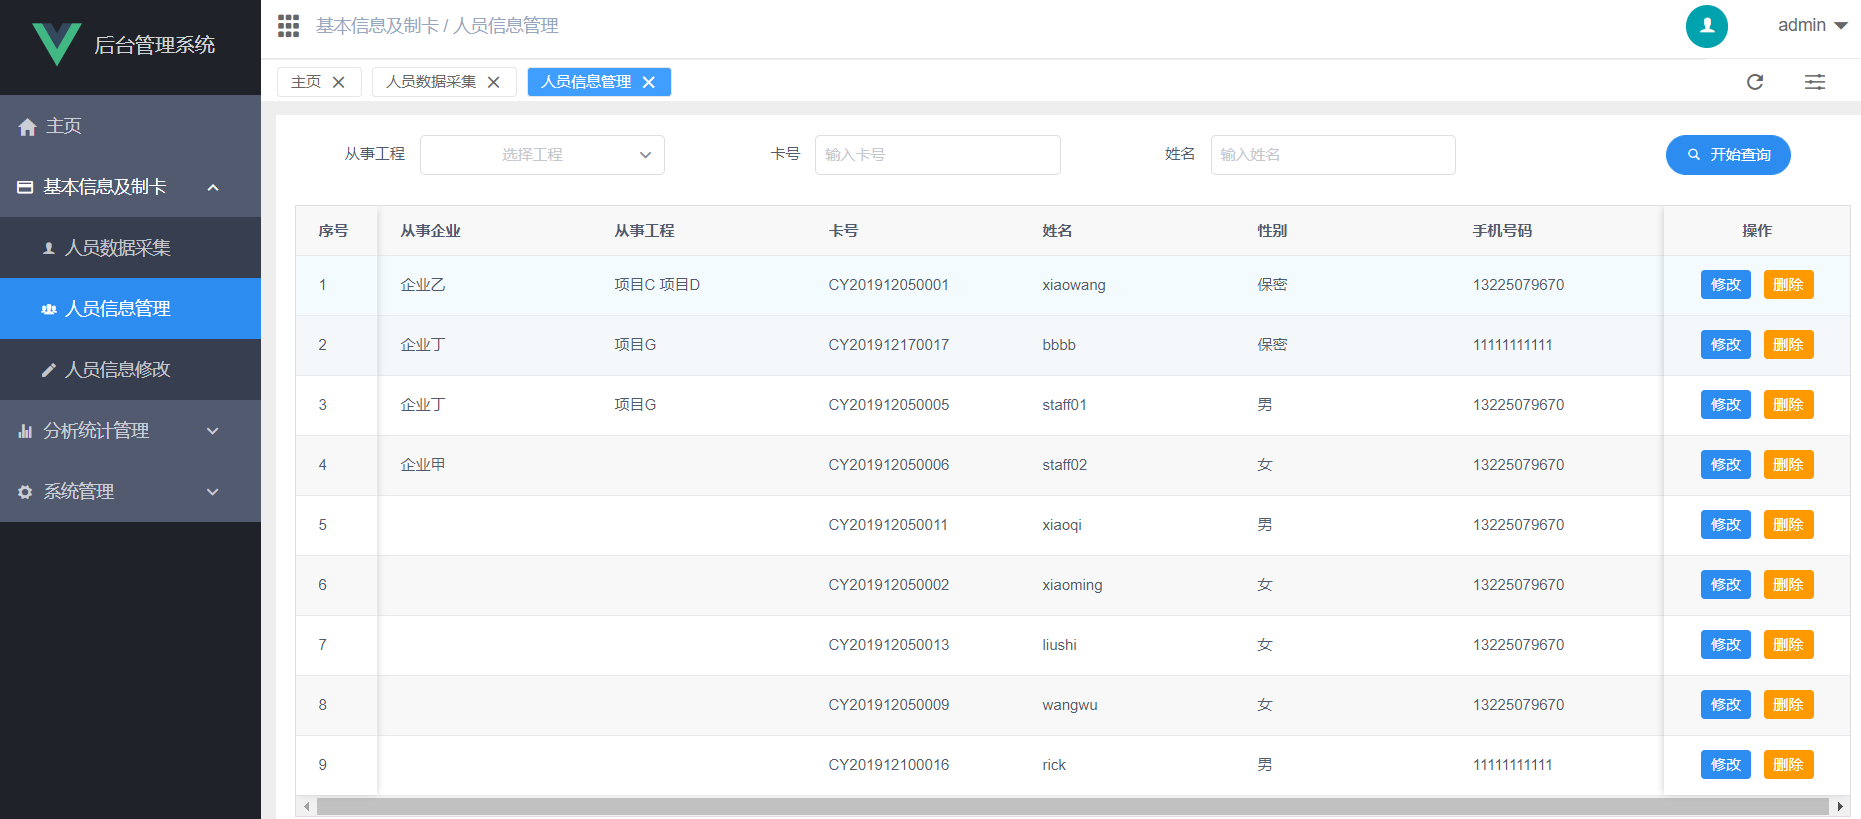 后台管理系统
基本信息及制卡 / 人员信息管理
admin
主页 人员数据采集 人员信息管理
主页
基本信息及制卡
人员数据采集
人员信息管理
人员信息修改
分析统计管理
系统管理
从事工程 选择工程 卡号 输入卡号 姓名 输入姓名 开始查询
序号 从事企业 从事工程 卡号 姓名 性别 手机号码 操作
1 企业乙 项目C 项目D CY201912050001 xiaowang 保密 13225079670 修改 删除
2 企业丁 项目G CY201912170017 bbbb 保密 11111111111 修改 删除
3 企业丁 项目G CY201912050005 staff01 男 13225079670 修改 删除
4 企业甲 CY201912050006 staff02 女 13225079670 修改 删除
5 CY201912050011 xiaoqi 男 13225079670 修改 删除
6 CY201912050002 xiaoming 女 13225079670 修改 删除
7 CY201912050013 liushi 女 13225079670 修改 删除
8 CY201912050009 wangwu 女 13225079670 修改 删除
9 CY201912100016 rick 男 11111111111 修改 删除